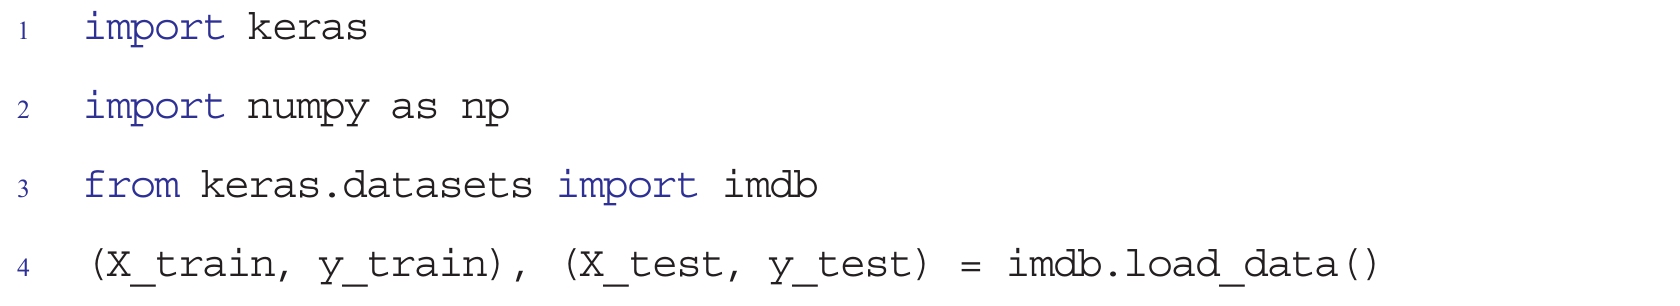 1 import keras
2 import numpy as np
3 from keras.datasets import imdb
4 (X_train, y_train), (X_test, y_test) = imdb.load_data()